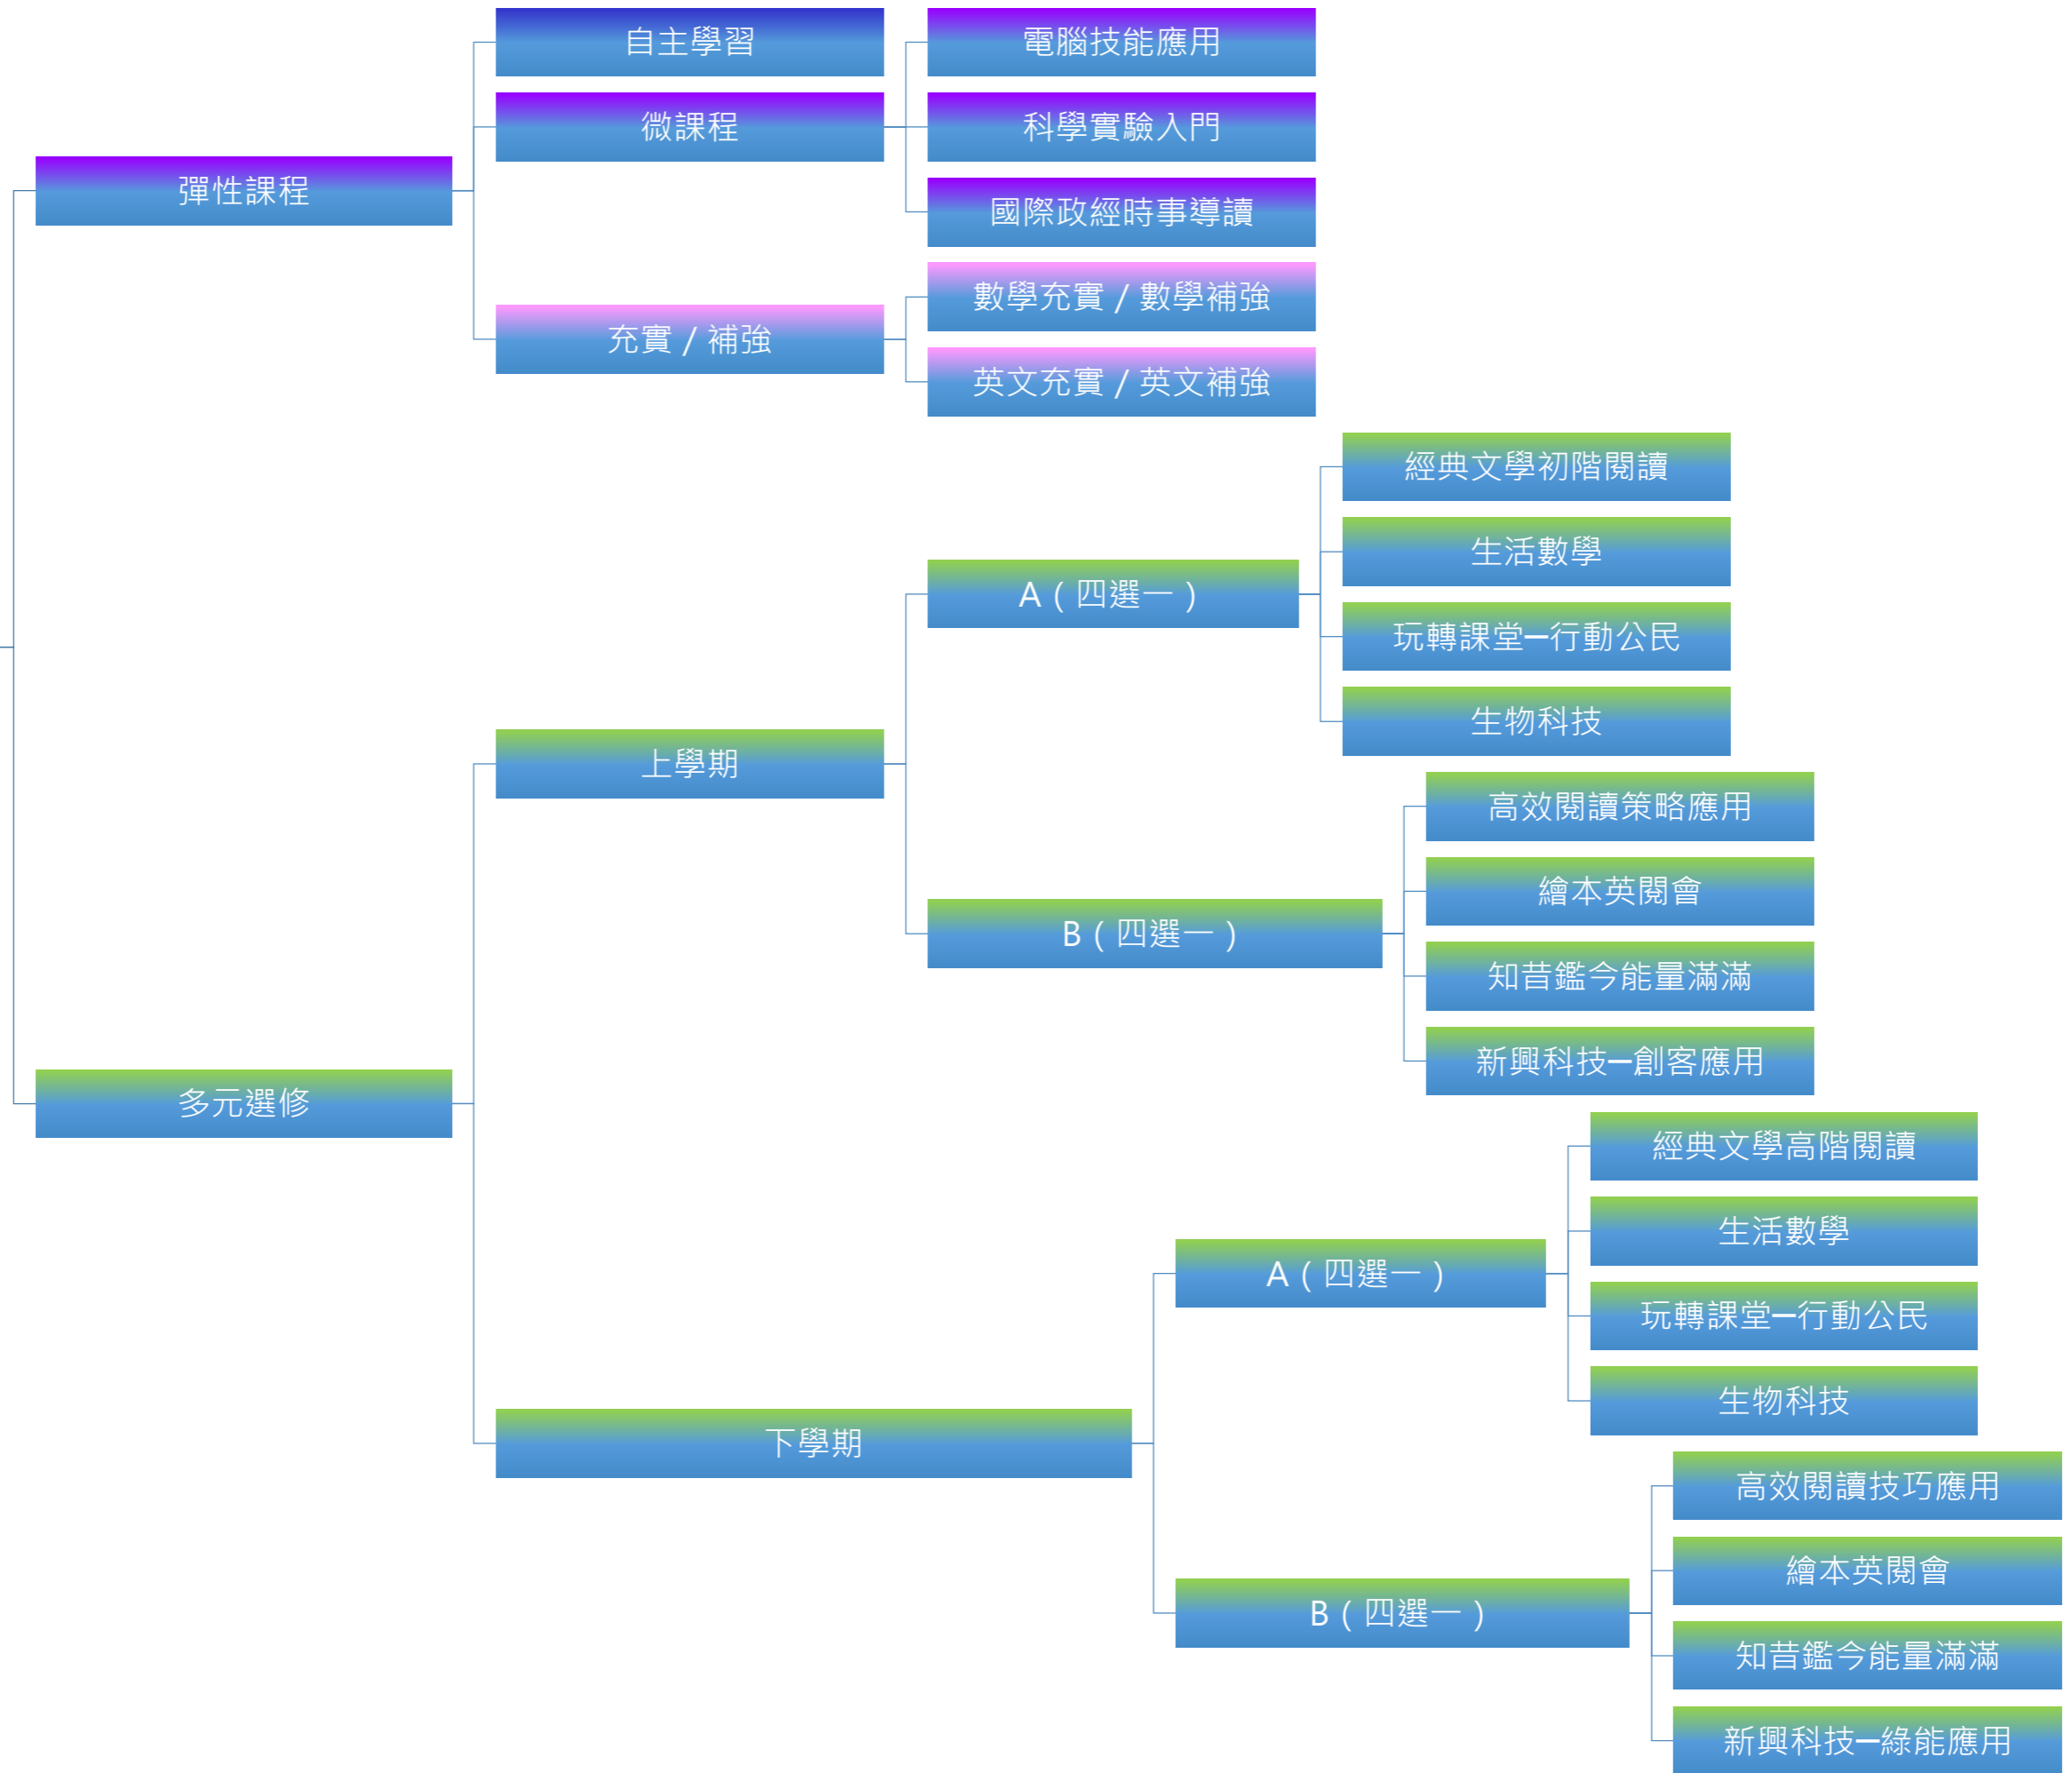 彈性課程
自主學習
微課程
電腦技能應用
科學實驗入門
國際政經時事導讀
充實 / 補強
數學充實 / 數學補強
英文充實 / 英文補強
多元選修
上學期
A（四選一）
經典文學初階閱讀
生活數學
玩轉課堂─行動公民
生物科技
B（四選一）
高效閱讀策略應用
繪本英閱會
知昔鑑今能量滿滿
新興科技─創客應用
下學期
A（四選一）
經典文學高階閱讀
生活數學
玩轉課堂─行動公民
生物科技
B（四選一）
高效閱讀技巧應用
繪本英閱會
知昔鑑今能量滿滿
新興科技─綠能應用